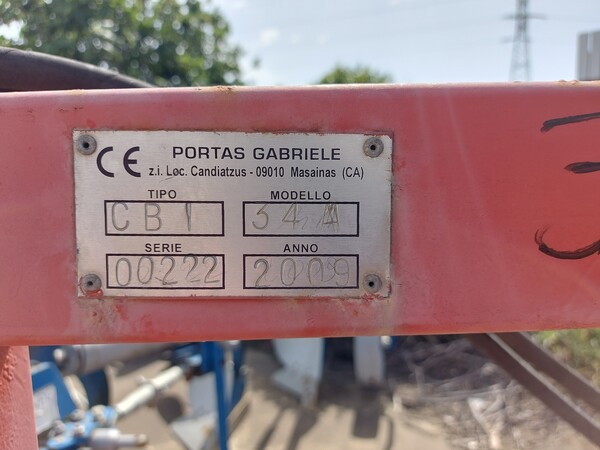 CE PORTAS GABRIELE
z.i. Loc. Candiatzus - 09010 Masainas (CA)
TIPO MODELLO
CB1
SERIE ANNO
00222 2009